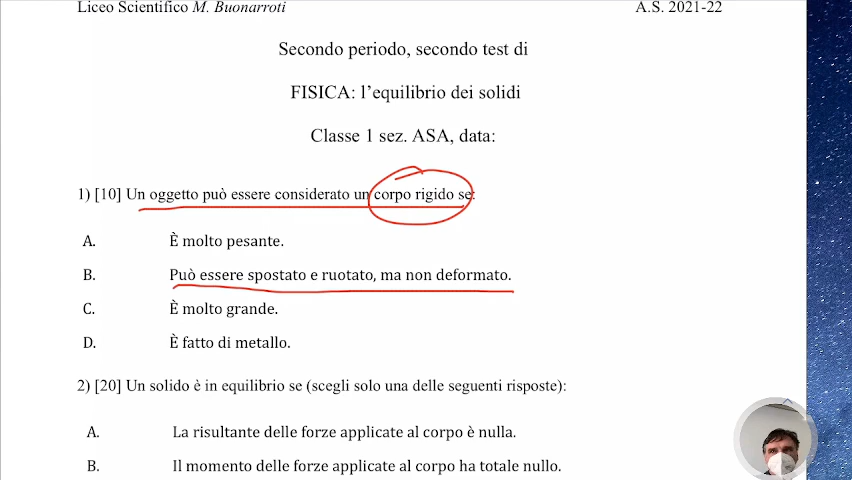 Liceo Scientifico M. Buonarroti A.S. 2021-22
Secondo periodo, secondo test di
FISICA: l'equilibrio dei solidi
Classe 1 sez. ASA, data:
1) [10] Un oggetto può essere considerato un corpo rigido se:
A. È molto pesante.
B. Può essere spostato e ruotato, ma non deformato.
C. È molto grande.
D. È fatto di metallo.
2) [20] Un solido è in equilibrio se (scegli solo una delle seguenti risposte):
A. La risultante delle forze applicate al corpo è nulla.
B. Il momento delle forze applicate al corpo ha totale nullo.